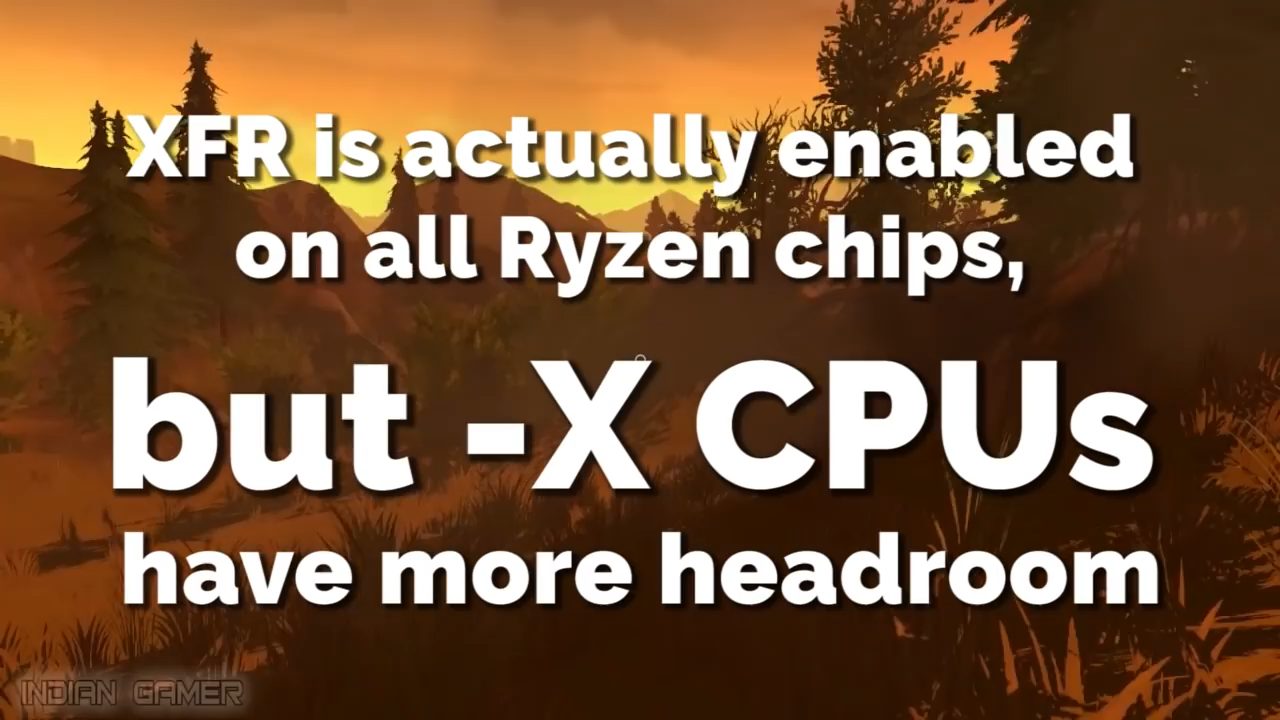 XFR is actually enabled
on all Ryzen chips,
but -X CPUs
have more headroom
INDIAN GAMER